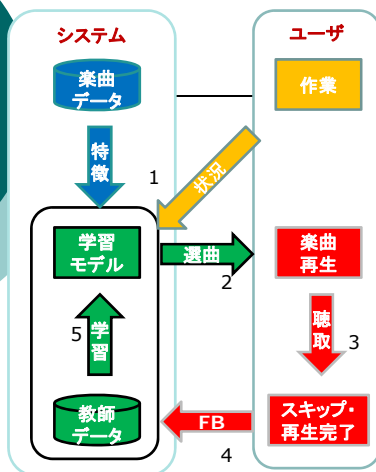 システム
ユーザ
楽曲
データ
作業
特
徴
1
状況
学習
モデル
選曲
2
楽曲
再生
聴
取
3
5
学
習
教師
データ
FB
4
スキップ・
再生完了